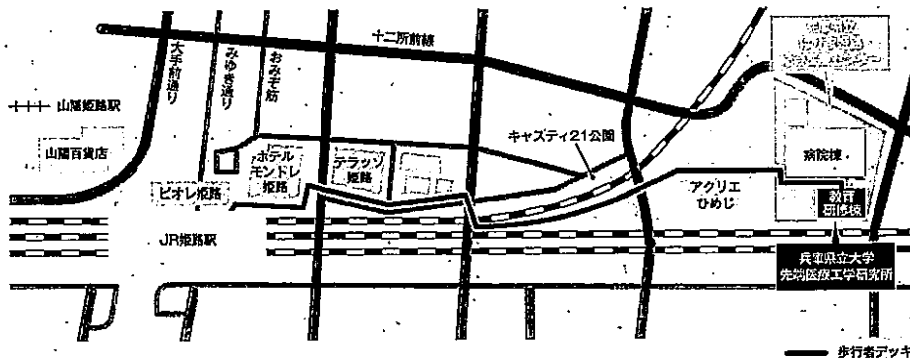 十二所前線
大手前通り
みゆき通り
おみぞ筋
山陽姫路駅
山陽百貨店
キャスティ21公園
ホテル
モントレ
姫路
テラッソ
姫路
ピオレ姫路
病院棟
アクリエ
ひめじ
教育
研修棟
JR姫路駅
兵庫県立大学
先端医療工学研究所
歩行者デッキ